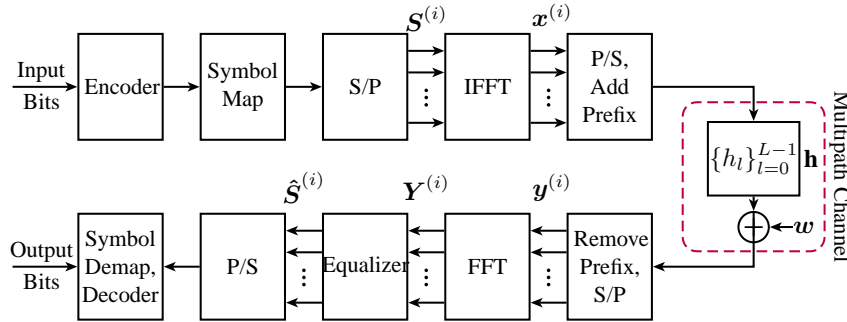 Input
Bits
Encoder
Symbol
Map
S/P
S^{(i)}
⋮
IFFT
x^{(i)}
⋮
P/S,
Add
Prefix
{h_l}_{l=0}^{L-1}
h
w
Multipath Channel
Output
Bits
Symbol
Demap,
Decoder
P/S
Ŝ^{(i)}
⋮
Equalizer
Y^{(i)}
⋮
FFT
y^{(i)}
⋮
Remove
Prefix,
S/P